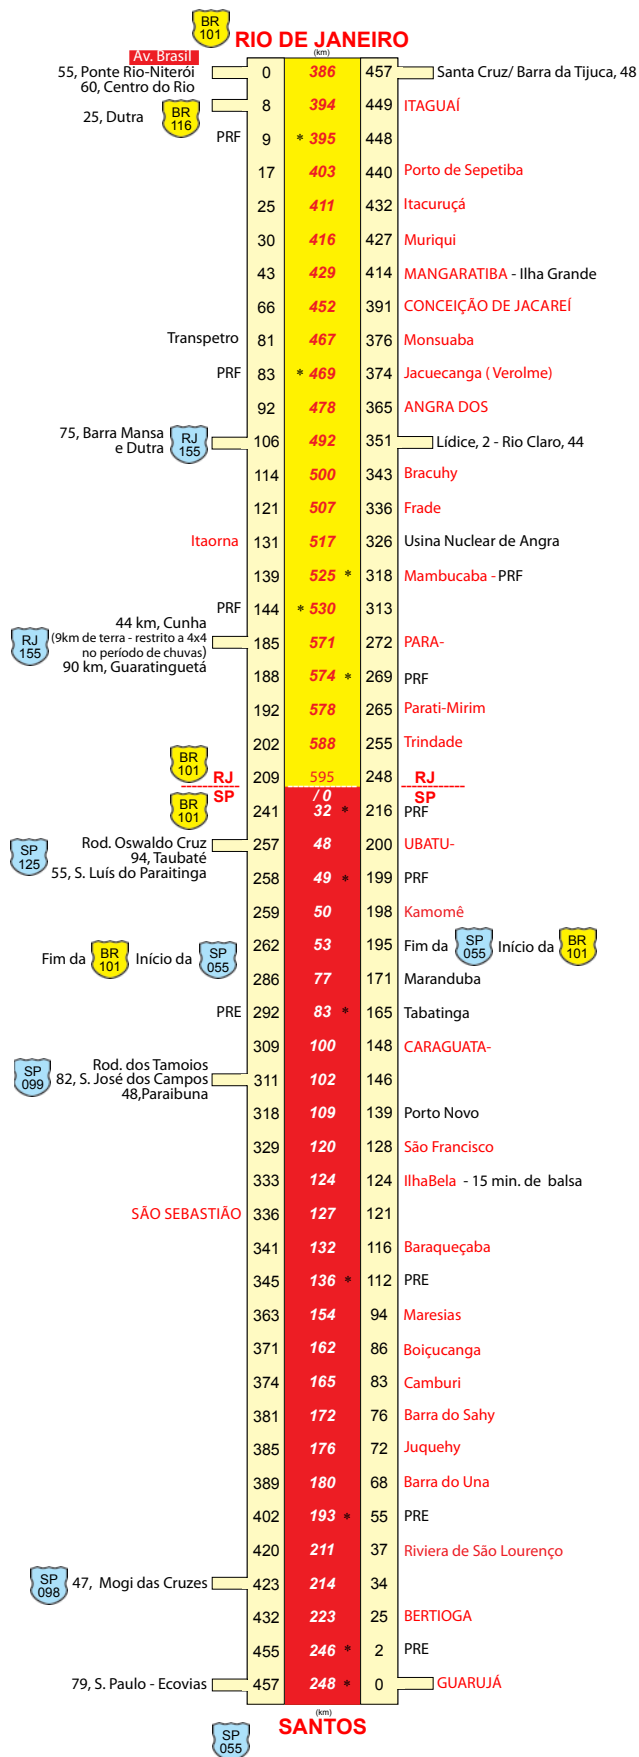 BR
101
RIO DE JANEIRO
(km)
Av. Brasil
55, Ponte Rio-Niterói
60, Centro do Rio
0 386 457 Santa Cruz/ Barra da Tijuca, 48
25, Dutra BR
116
8 394 449 ITAGUAÍ
PRF 9 * 395 448
17 403 440 Porto de Sepetiba
25 411 432 Itacuruçá
30 416 427 Muriqui
43 429 414 MANGARATIBA - Ilha Grande
66 452 391 CONCEIÇÃO DE JACAREÍ
Transpetro 81 467 376 Monsuaba
PRF 83 * 469 374 Jacuecanga ( Verolme)
92 478 365 ANGRA DOS
75, Barra Mansa
e Dutra
RJ
155
106 492 351 Lídice, 2 - Rio Claro, 44
114 500 343 Bracuhy
121 507 336 Frade
Itaorna 131 517 326 Usina Nuclear de Angra
139 525 * 318 Mambucaba - PRF
PRF 144 * 530 313
RJ
155
44 km, Cunha
(9km de terra - restrito a 4x4
no período de chuvas)
90 km, Guaratinguetá
185 571 272 PARA-
188 574 * 269 PRF
192 578 265 Parati-Mirim
202 588 255 Trindade
BR
101
RJ 209 595 248 RJ
SP / 0 SP
BR
101
241 32 * 216 PRF
SP
125
Rod. Oswaldo Cruz
94, Taubaté
55, S. Luís do Paraitinga
257 48 200 UBATU-
258 49 * 199 PRF
259 50 198 Kamomê
Fim da BR
101
Início da SP
055
262 53 195 Fim da SP
055
Início da BR
101
286 77 171 Maranduba
PRE 292 83 * 165 Tabatinga
309 100 148 CARAGUATA-
SP
099
Rod. dos Tamoios
82, S. José dos Campos
48,Paraibuna
311 102 146
318 109 139 Porto Novo
329 120 128 São Francisco
333 124 124 IlhaBela - 15 min. de balsa
SÃO SEBASTIÃO 336 127 121
341 132 116 Baraqueçaba
345 136 * 112 PRE
363 154 94 Maresias
371 162 86 Boiçucanga
374 165 83 Camburi
381 172 76 Barra do Sahy
385 176 72 Juquehy
389 180 68 Barra do Una
402 193 * 55 PRE
420 211 37 Riviera de São Lourenço
SP
098
47, Mogi das Cruzes 423 214 34
432 223 25 BERTIOGA
455 246 * 2 PRE
79, S. Paulo - Ecovias 457 248 * 0 GUARUJÁ
(km)
SANTOS
SP
055